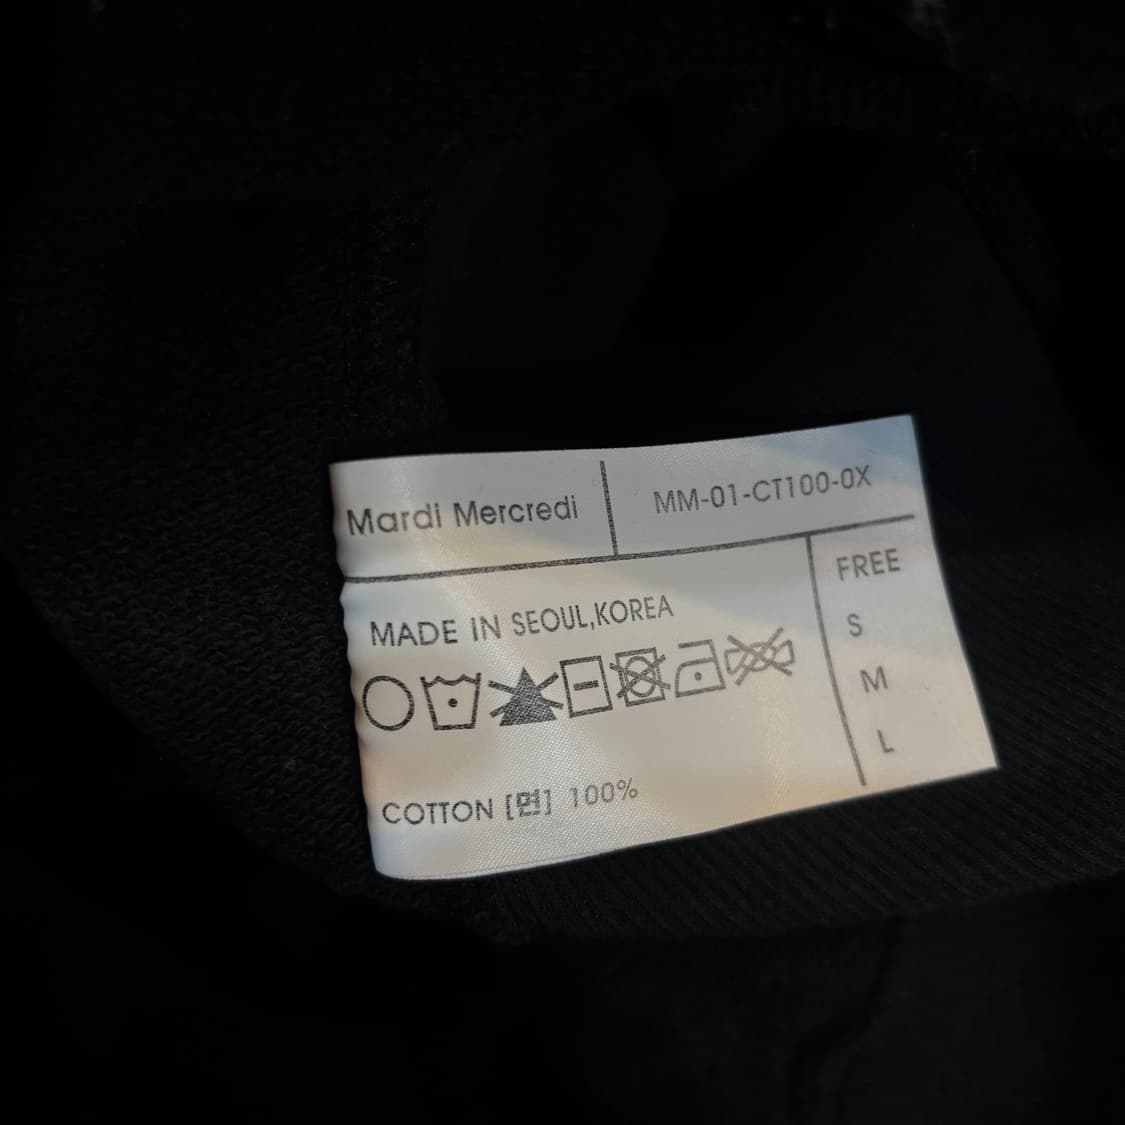 Mardi Mercredi
MM-01-CT100-0X
MADE IN SEOUL,KOREA
COTTON [면] 100%
FREE
S
M
L